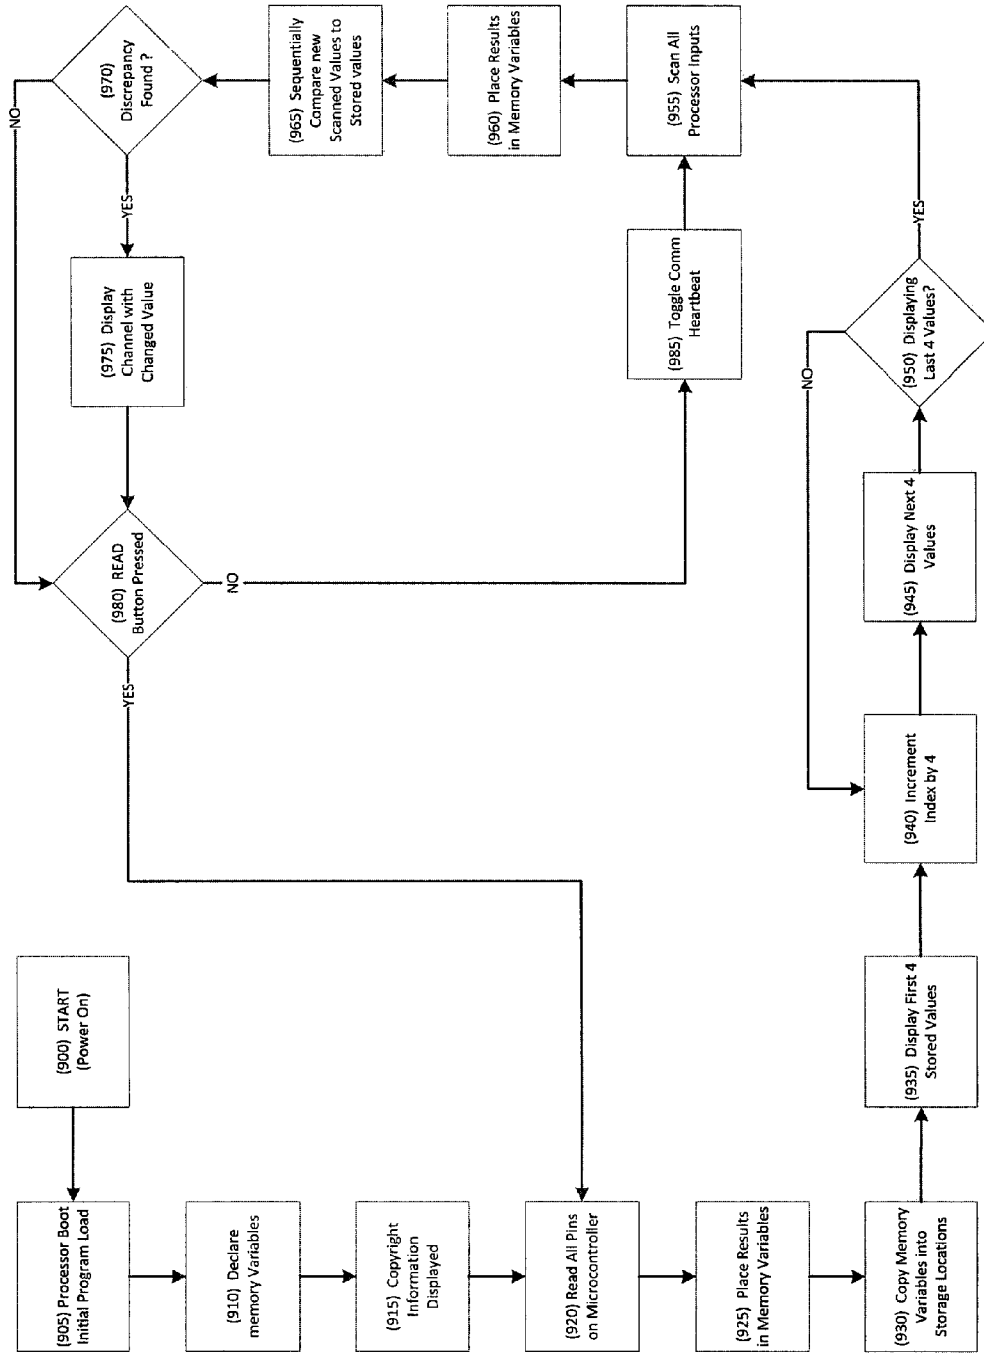 (900) START
(Power On)
(905) Processor Boot
Initial Program Load
(910) Declare
memory Variables
(915) Copyright
Information
Displayed
(920) Read All Pins
on Microcontroller
(925) Place Results
in Memory Variables
(930) Copy Memory
Variables into
Storage Locations
(935) Display First 4
Stored Values
(940) Increment
Index by 4
(945) Display Next 4
Values
(950) Displaying
Last 4 Values?
NO
YES
(955) Scan All
Processor Inputs
(960) Place Results
in Memory Variables
(965) Sequentially
Compare new
Scanned Values to
Stored values
(970)
Discrepancy
Found ?
NO
YES
(975) Display
Channel with
Changed Value
(980) READ
Button Pressed
YES
NO
(985) Toggle Comm
Heartbeat